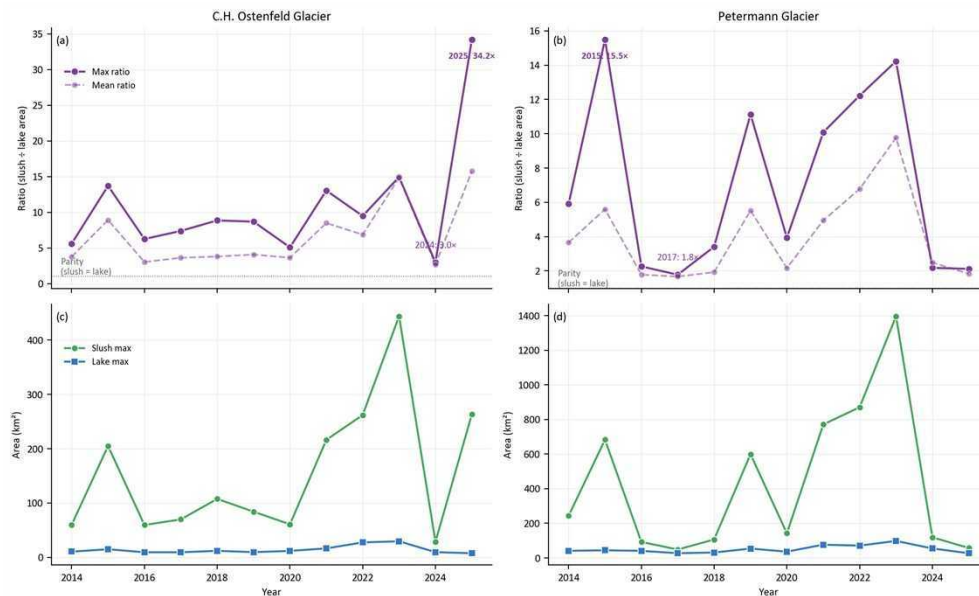 C.H. Ostenfeld Glacier
Petermann Glacier
(a)
35
30
25
20
15
10
5
0
Ratio (slush ÷ lake area)
Max ratio
Mean ratio
2025: 34.2×
2024: 3.0×
Parity
(slush = lake)
(b)
16
14
12
10
8
6
4
2
Ratio (slush ÷ lake area)
2015: 15.5×
2017: 1.8×
Parity
(slush = lake)
(c)
400
300
200
100
0
Area (km²)
Slush max
Lake max
2014
2016
2018
2020
2022
2024
Year
(d)
1400
1200
1000
800
600
400
200
0
Area (km²)
2014
2016
2018
2020
2022
2024
Year